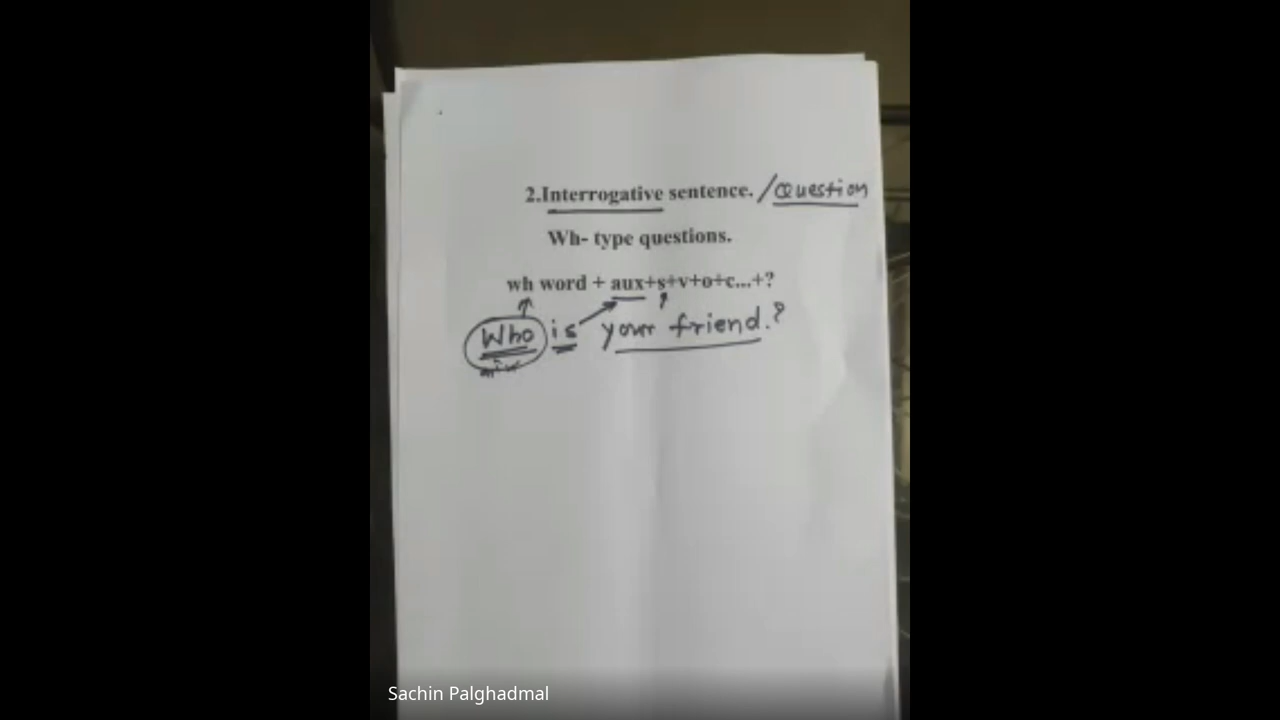 2.Interrogative sentence. /Question
Wh- type questions.
wh word + aux+s+v+o+c...+?
Who is your friend.?
Sachin Palghadmal